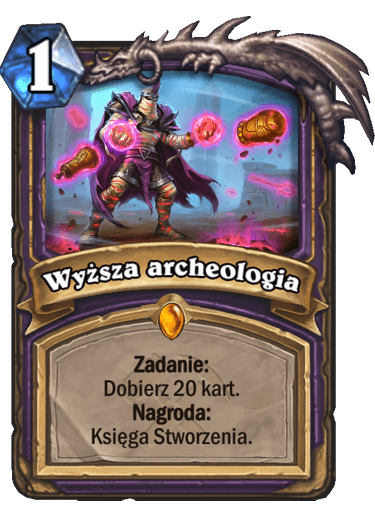 1
Wyższa archeologia
Zadanie:
Dobierz 20 kart.
Nagroda:
Księga Stworzenia.